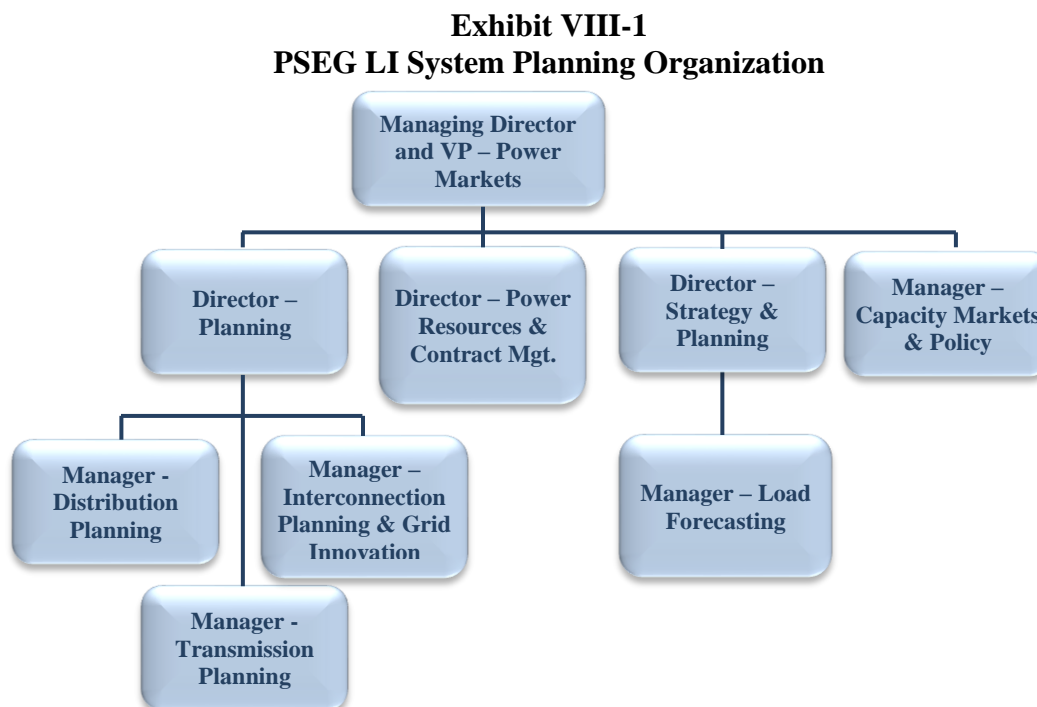 Exhibit VIII-1
PSEG LI System Planning Organization
Managing Director
and VP – Power
Markets
Director –
Planning
Director – Power
Resources &
Contract Mgt.
Director –
Strategy &
Planning
Manager –
Capacity Markets
& Policy
Manager -
Distribution
Planning
Manager –
Interconnection
Planning & Grid
Innovation
Manager – Load
Forecasting
Manager -
Transmission
Planning